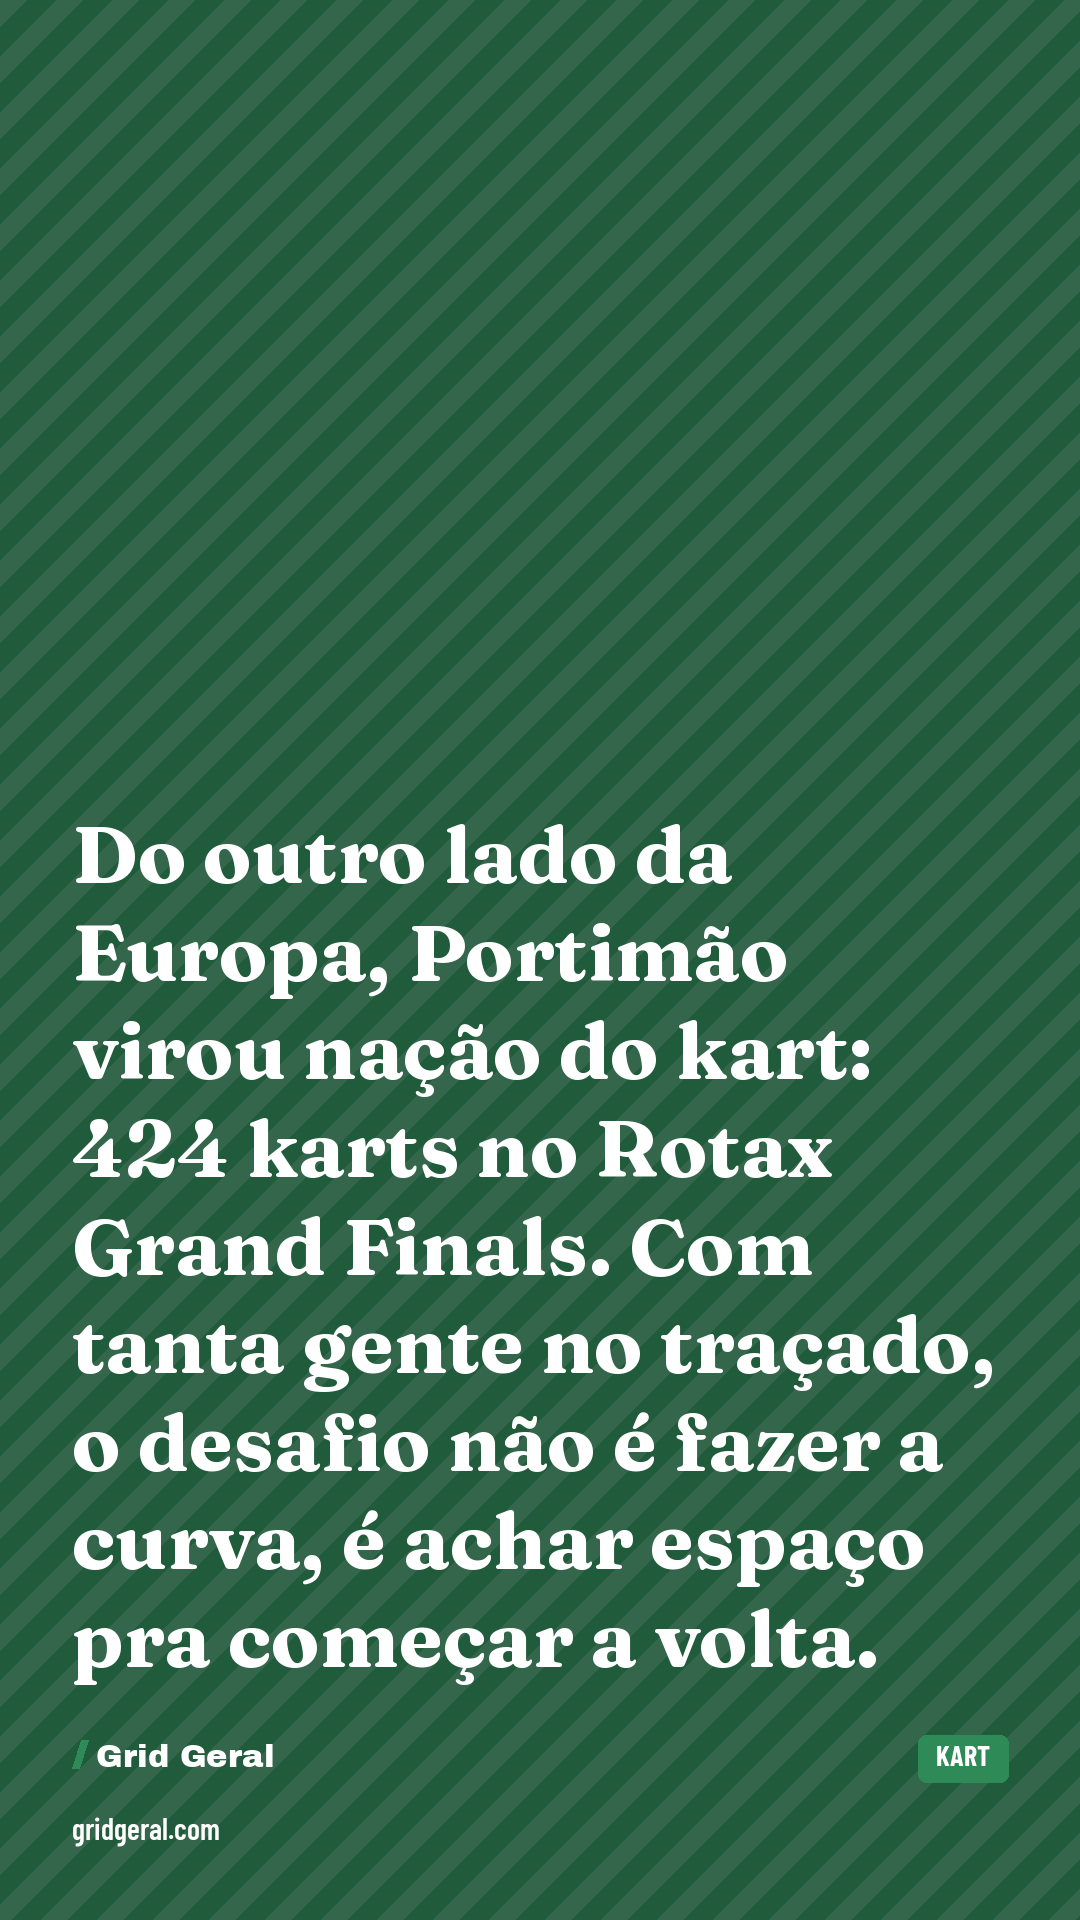 Do outro lado da
Europa, Portimão
virou nação do kart:
424 karts no Rotax
Grand Finals. Com
tanta gente no traçado,
o desafio não é fazer a
curva, é achar espaço
pra começar a volta.
/ Grid Geral
KART
gridgeral.com